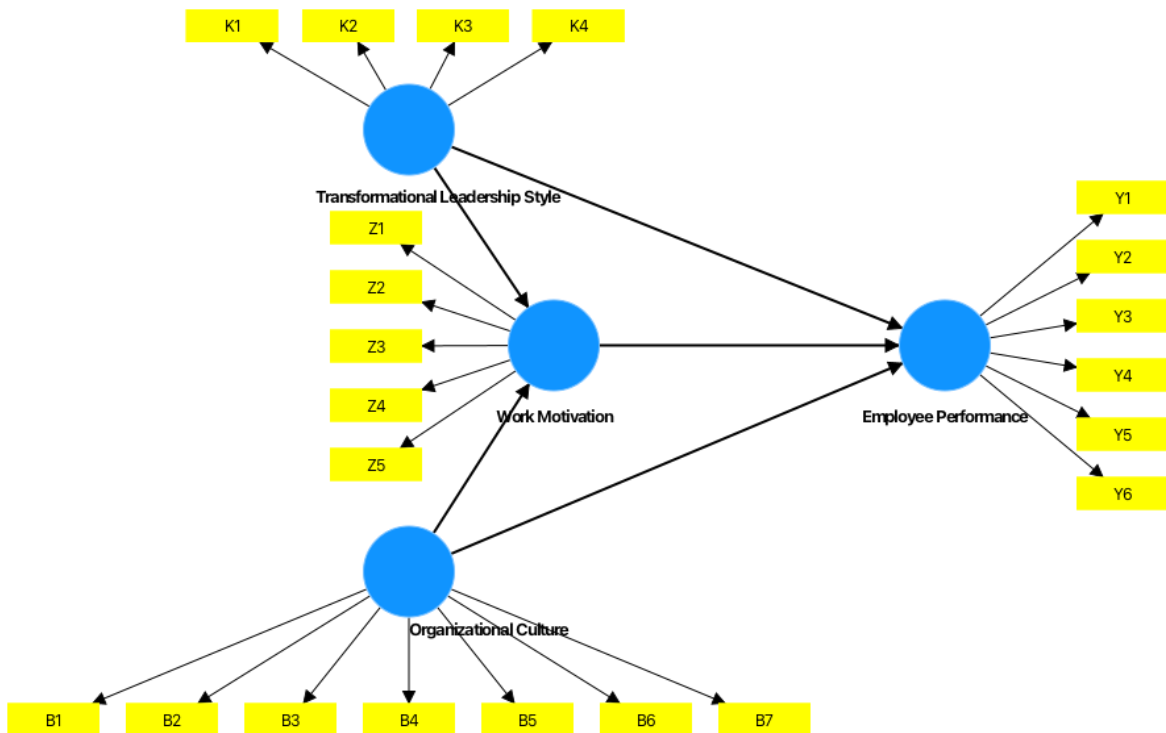 K1
K2
K3
K4
Transformational Leadership Style
Z1
Z2
Z3
Z4
Z5
Work Motivation
Employee Performance
Y1
Y2
Y3
Y4
Y5
Y6
Organizational Culture
B1
B2
B3
B4
B5
B6
B7